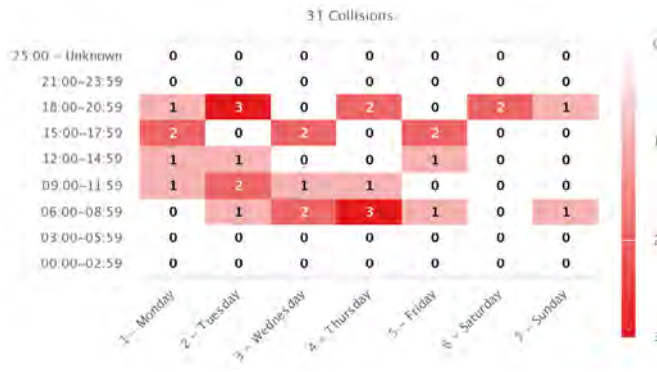 31 Collisions
25:00 - Unknown 0 0 0 0 0 0 0
21:00-23:59 0 0 0 0 0 0 0
18:00-20:59 1 3 0 2 0 2 1
15:00-17:59 2 0 2 0 2 0 0
12:00-14:59 1 1 0 0 1 0 0
09:00-11:59 1 2 1 1 0 0 0
06:00-08:59 0 1 2 3 1 0 1
03:00-05:59 0 0 0 0 0 0 0
00:00-02:59 0 0 0 0 0 0 0
1 - Monday
2 - Tuesday
3 - Wednesday
4 - Thursday
5 - Friday
6 - Saturday
7 - Sunday